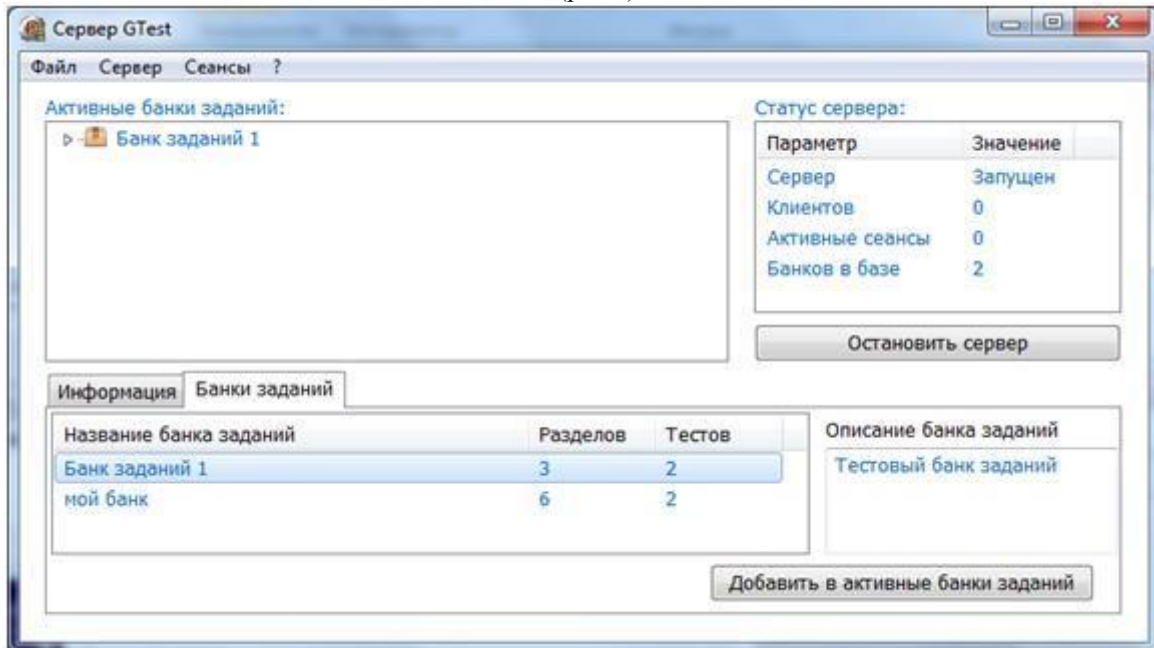 Сервер GTest
Файл Сервер Сеансы ?
Активные банки заданий:
Банк заданий 1
Статус сервера:
Параметр Значение
Сервер Запущен
Клиентов 0
Активные сеансы 0
Банков в базе 2
Остановить сервер
Информация Банки заданий
Название банка заданий Разделов Тестов
Банк заданий 1 3 2
мой банк 6 2
Описание банка заданий
Тестовый банк заданий
Добавить в активные банки заданий